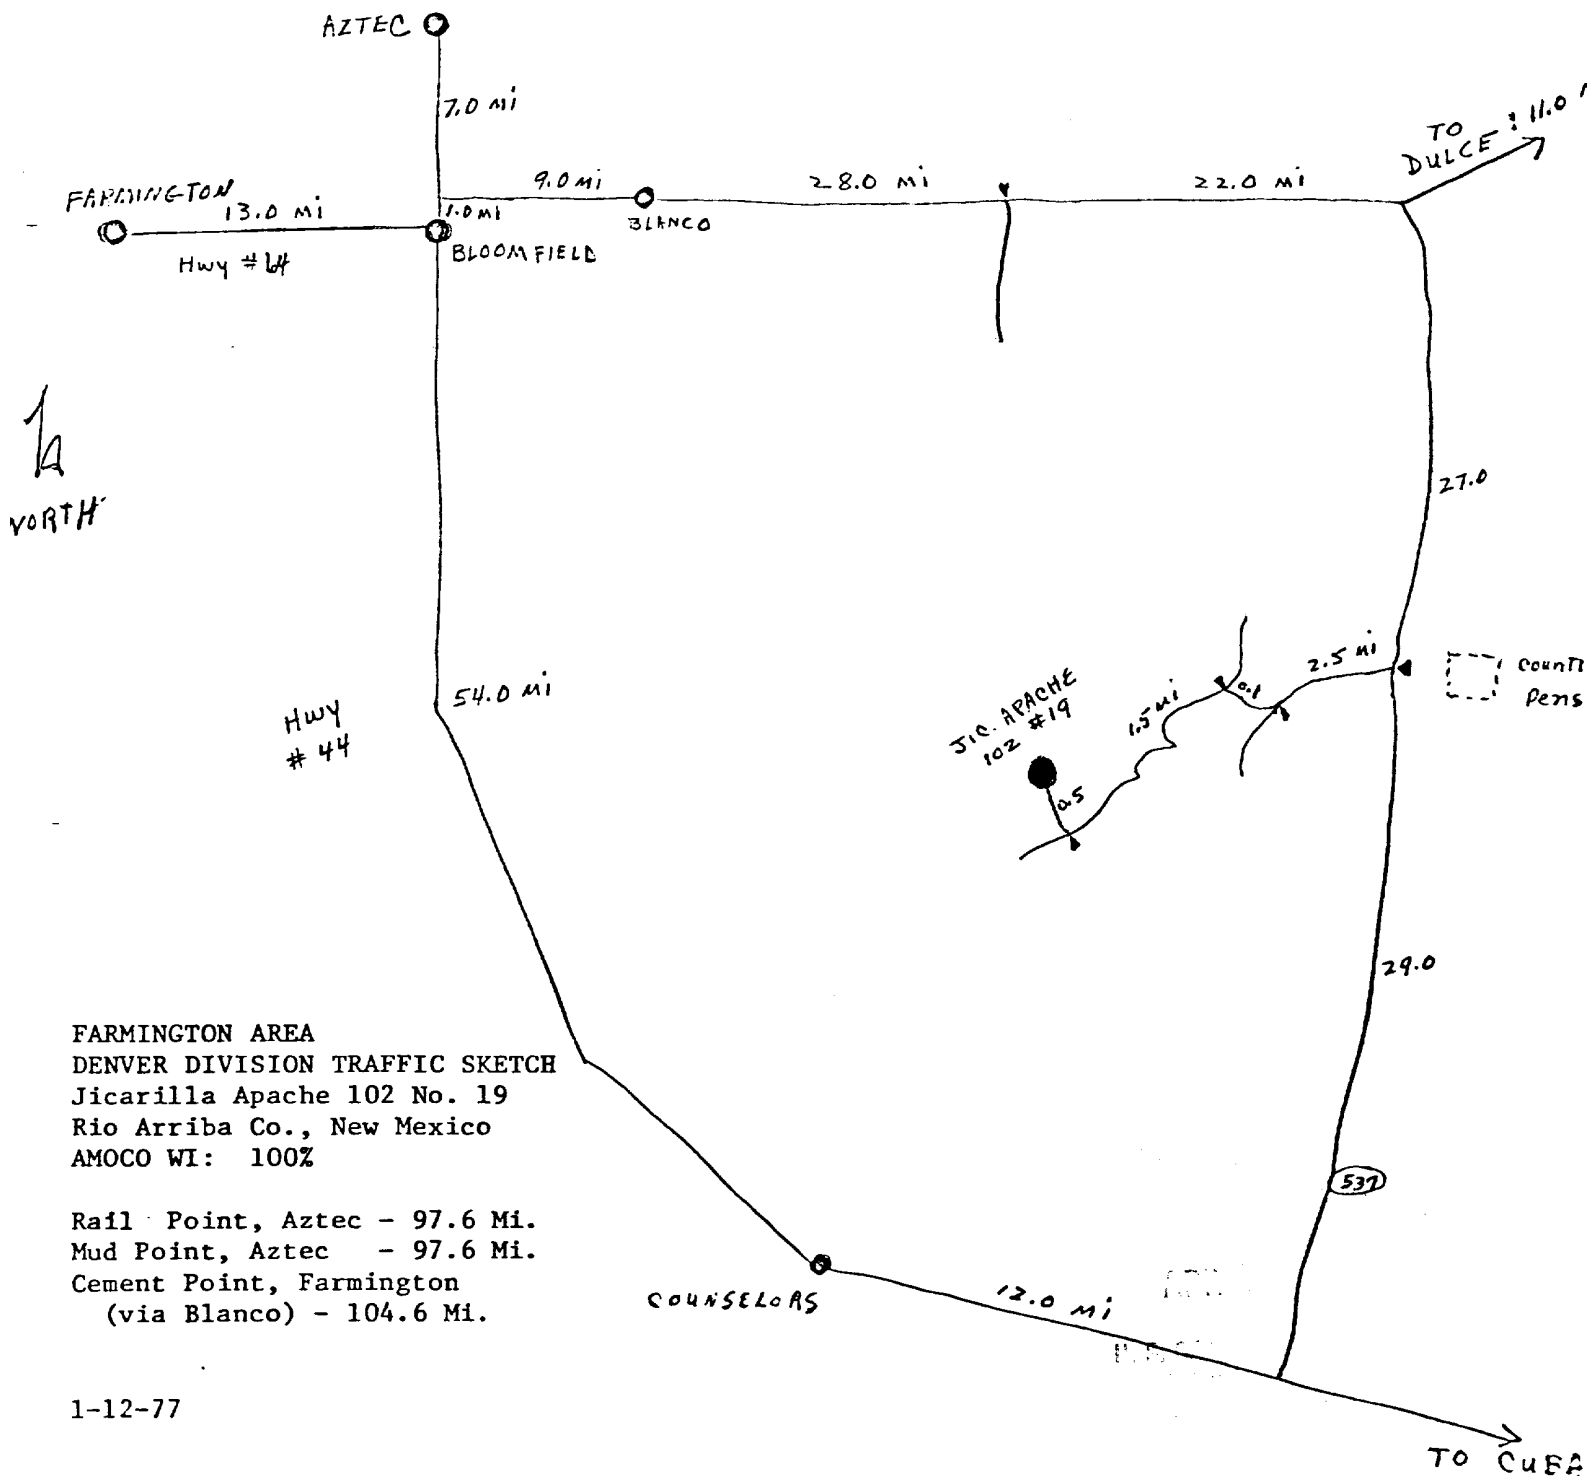 AZTEC
7.0 mi
TO DULCE : 11.0
FARMINGTON
13.0 mi
Hwy #64
1.0 mi
BLOOMFIELD
9.0 mi
BLANCO
28.0 mi
22.0 mi
NORTH
27.0
Hwy
# 44
54.0 mi
JIC. APACHE
102 #19
0.5
1.5 mi
0.1
2.5 mi
Pens
29.0
537
COUNSELORS
12.0 mi
TO CUBA
FARMINGTON AREA
DENVER DIVISION TRAFFIC SKETCH
Jicarilla Apache 102 No. 19
Rio Arriba Co., New Mexico
AMOCO WI: 100%
Rail Point, Aztec - 97.6 Mi.
Mud Point, Aztec - 97.6 Mi.
Cement Point, Farmington
(via Blanco) - 104.6 Mi.
1-12-77